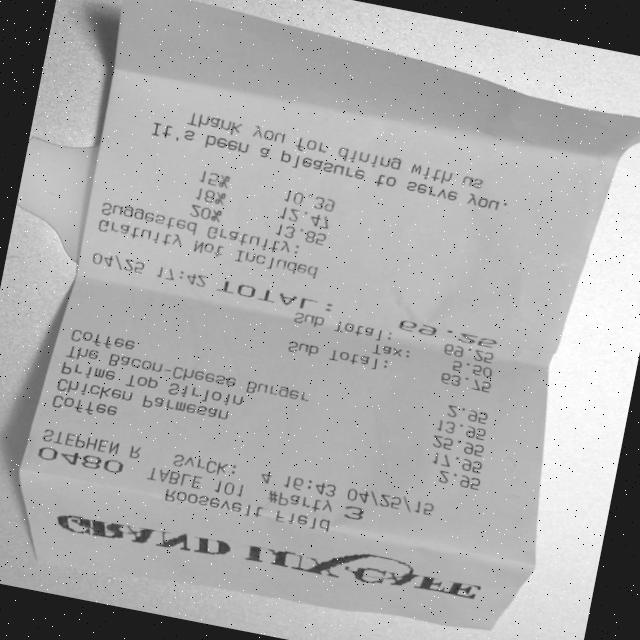 GRAND LUX CAFE
Roosevelt Field
0480 TABLE 101 #Party 3
STEPHEN R SvrCK: 4 16:43 04/25/15
Coffee 2.95
Chicken Parmesan 17.95
Prime Top Sirloin 25.95
The Bacon-Cheese Burger 13.95
Coffee 2.95
Sub Total: 63.75
Tax: 5.50
Sub Total: 69.25
04/25 17:42 TOTAL: 69.25
Gratuity Not Included
Suggested Gratuity:
20% 13.85
18% 12.47
15% 10.39
It's been a pleasure to serve you.
Thank you for dining with us